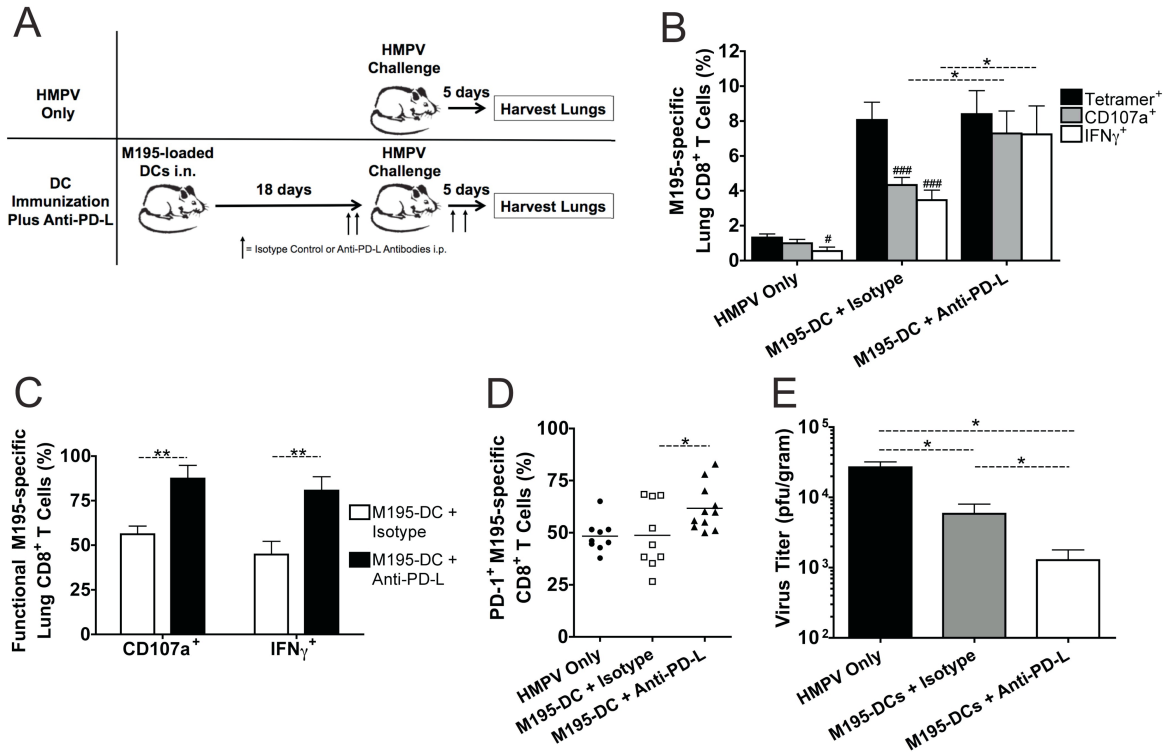 A
HMPV
Only
HMPV
Challenge
5 days
Harvest Lungs
DC
Immunization
Plus Anti-PD-L
M195-loaded
DCs i.n.
18 days
HMPV
Challenge
5 days
Harvest Lungs
= Isotype Control or Anti-PD-L Antibodies i.p.
B
M195-specific
Lung CD8+ T Cells (%)
12
10
8
6
4
2
0
#
###
###
*
*
HMPV Only
M195-DC + Isotype
M195-DC + Anti-PD-L
Tetramer+
CD107a+
IFNγ+
C
Functional M195-specific
Lung CD8+ T Cells (%)
100
75
50
25
0
**
**
CD107a+
IFNγ+
M195-DC +
Isotype
M195-DC +
Anti-PD-L
D
PD-1+ M195-specific
CD8+ T Cells (%)
100
75
50
25
0
*
HMPV Only
M195-DC + Isotype
M195-DC + Anti-PD-L
E
Virus Titer (pfu/gram)
10^5
10^4
10^3
10^2
*
*
*
HMPV Only
M195-DCs + Isotype
M195-DCs + Anti-PD-L